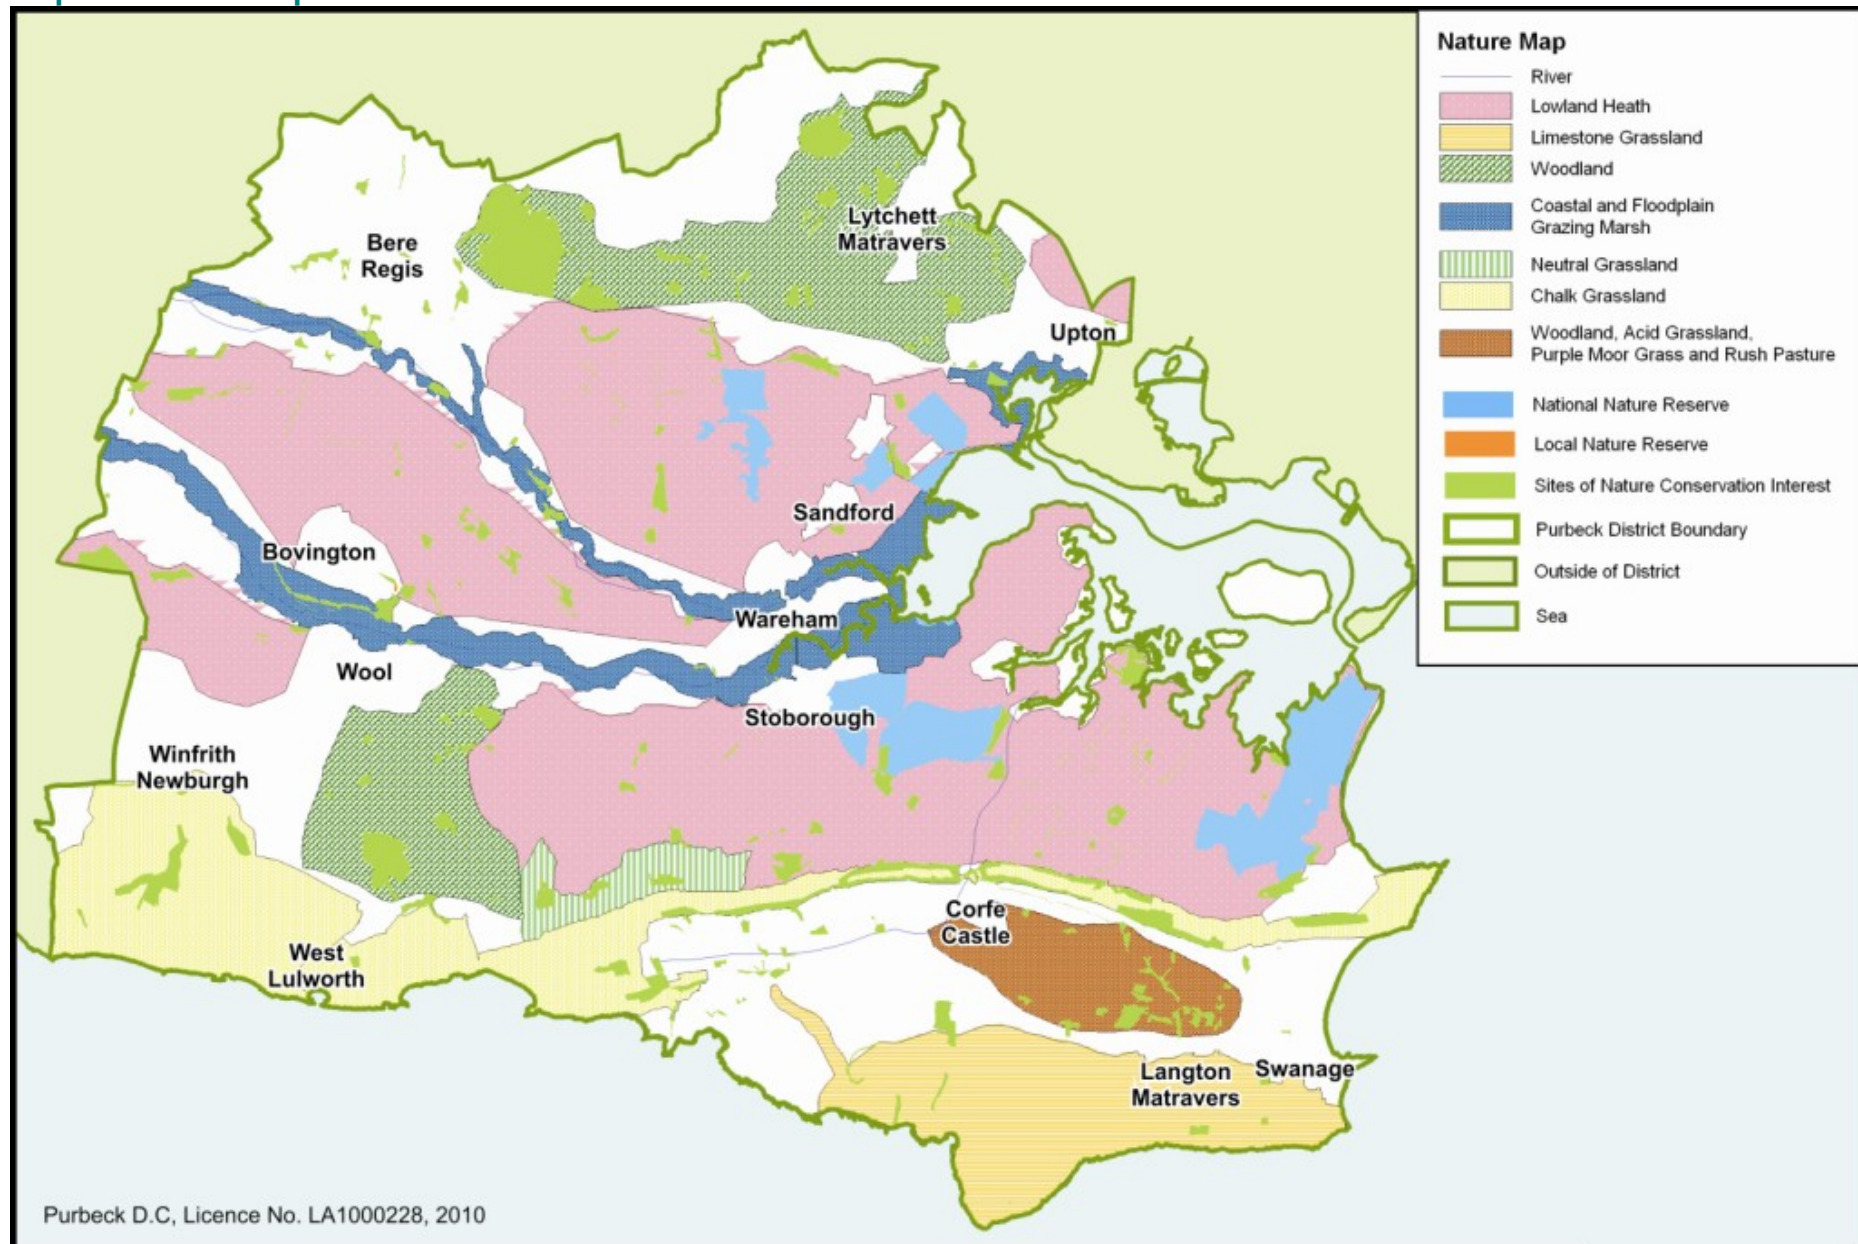 Nature Map
River
Lowland Heath
Limestone Grassland
Woodland
Coastal and Floodplain
Grazing Marsh
Neutral Grassland
Chalk Grassland
Woodland, Acid Grassland,
Purple Moor Grass and Rush Pasture
National Nature Reserve
Local Nature Reserve
Sites of Nature Conservation Interest
Purbeck District Boundary
Outside of District
Sea
Lytchett
Matravers
Bere
Regis
Upton
Sandford
Bovington
Wareham
Wool
Stoborough
Winfrith
Newburgh
Corfe
Castle
West
Lulworth
Langton
Matravers
Swanage
Purbeck D.C, Licence No. LA1000228, 2010